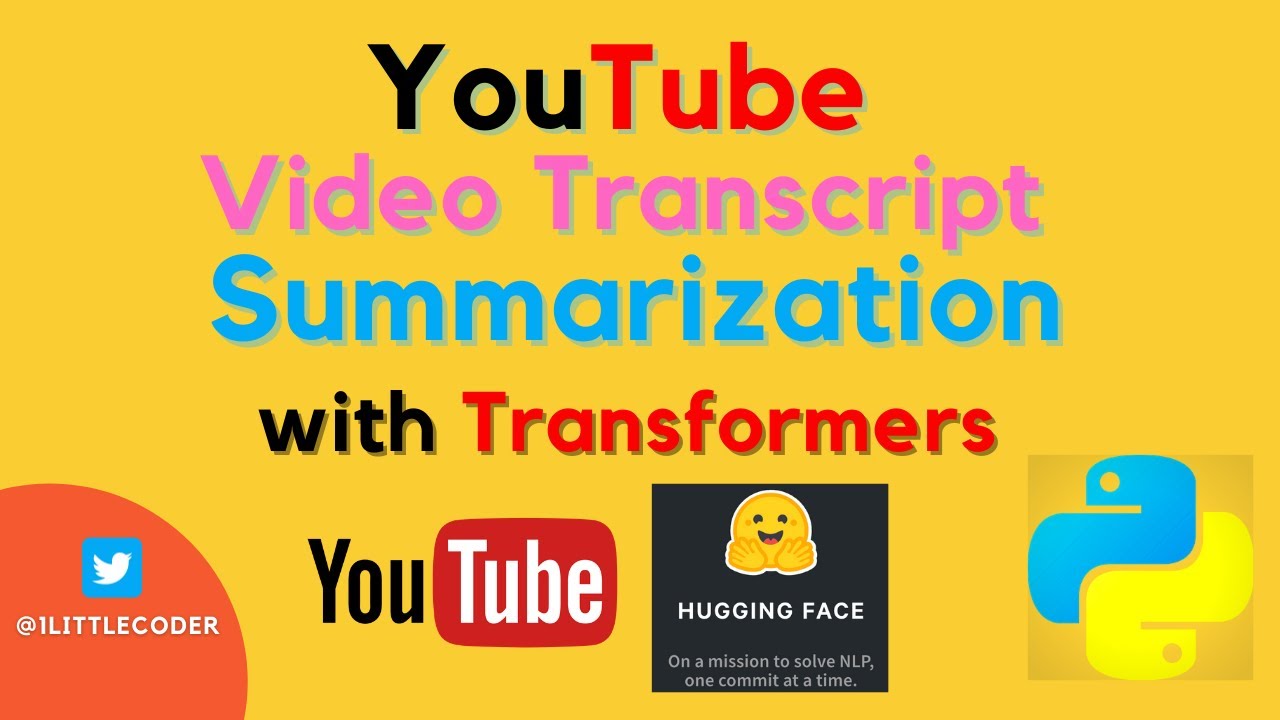 YouTube
Video Transcript
Summarization
with Transformers
YouTube
HUGGING FACE
On a mission to solve NLP,
one commit at a time.
@1LITTLECODER